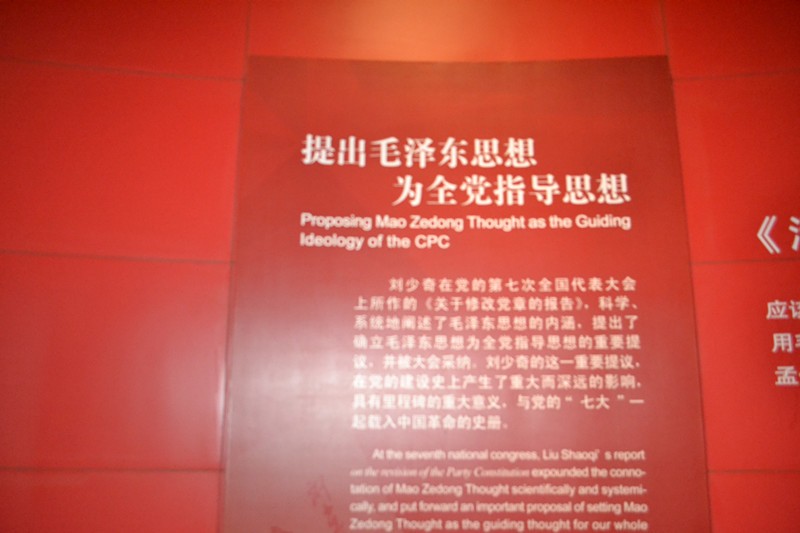 提出毛泽东思想
为全党指导思想
Proposing Mao Zedong Thought as the Guiding
Ideology of the CPC
刘少奇在党的第七次全国代表大会
上所作的《关于修改党章的报告》，科学、
系统地阐述了毛泽东思想的内涵，提出了
确立毛泽东思想为全党指导思想的重要提
议，并被大会采纳。刘少奇的这一重要提议，
在党的建设史上产生了重大而深远的影响，
具有里程碑的重大意义，与党的“七大”一
起载入中国革命的史册。
At the seventh national congress, Liu Shaoqi’s report
on the revision of the Party Constitution expounded the conno-
tation of Mao Zedong Thought scientifically and systemi-
cally, and put forward an important proposal of setting Mao
Zedong Thought as the guiding thought for our whole
《
应
用
孟